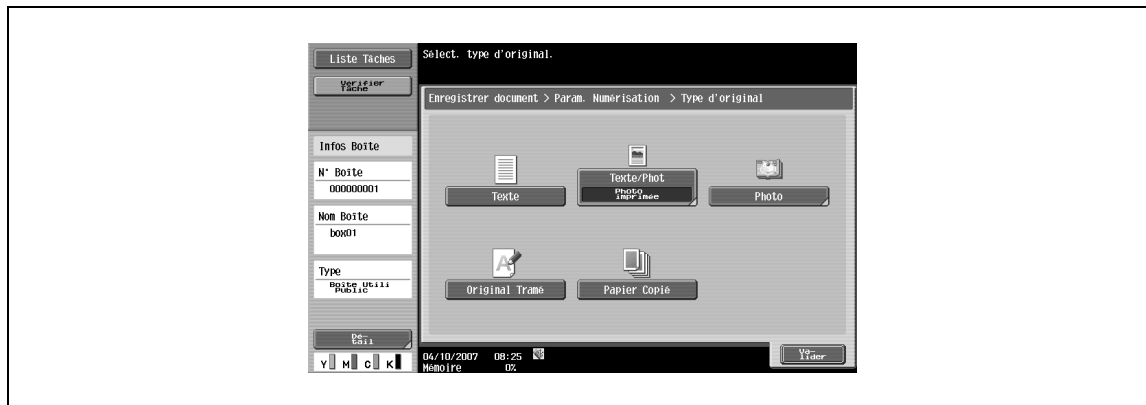 Liste Tâches
Vérifier
Tâche
Sélect. type d'original.
Enregistrer document > Param. Numérisation > Type d'original
Infos Boîte
N° Boîte
000000001
Nom Boîte
box01
Type
Boîte Utili
Public
Dé-
tail
Y M C K
Texte
Texte/Phot
Photo
imprimée
Photo
Original Tramé
Papier Copié
04/10/2007 08:25
Mémoire 0%
Va-
lider